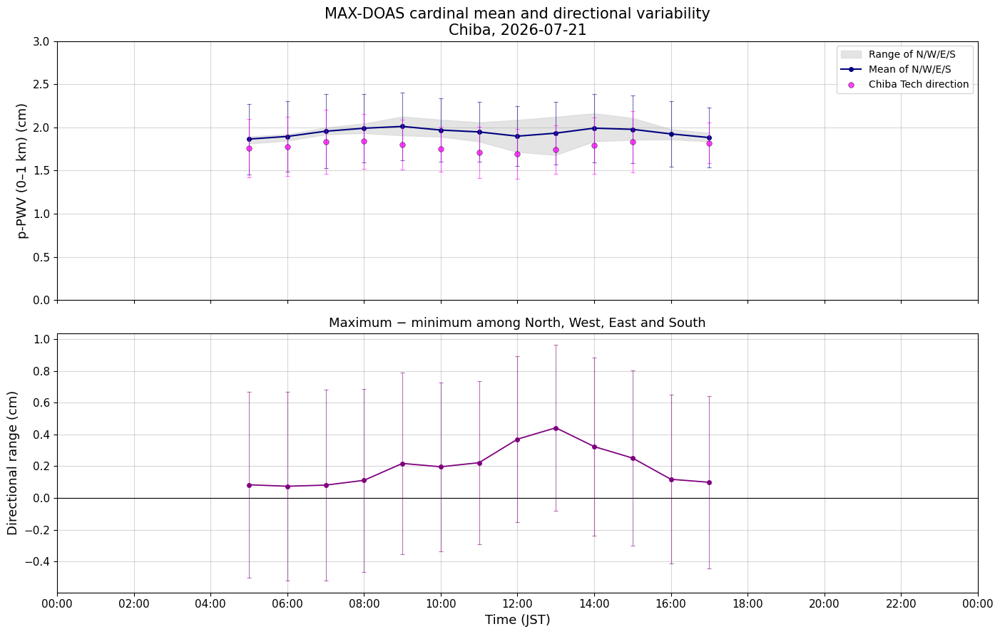 MAX-DOAS cardinal mean and directional variability
Chiba, 2026-07-21
3.0
2.5
2.0
1.5
1.0
0.5
0.0
p-PWV (0–1 km) (cm)
Range of N/W/E/S
Mean of N/W/E/S
Chiba Tech direction
Maximum − minimum among North, West, East and South
1.0
0.8
0.6
0.4
0.2
0.0
−0.2
−0.4
Directional range (cm)
00:00 02:00 04:00 06:00 08:00 10:00 12:00 14:00 16:00 18:00 20:00 22:00 00:00
Time (JST)